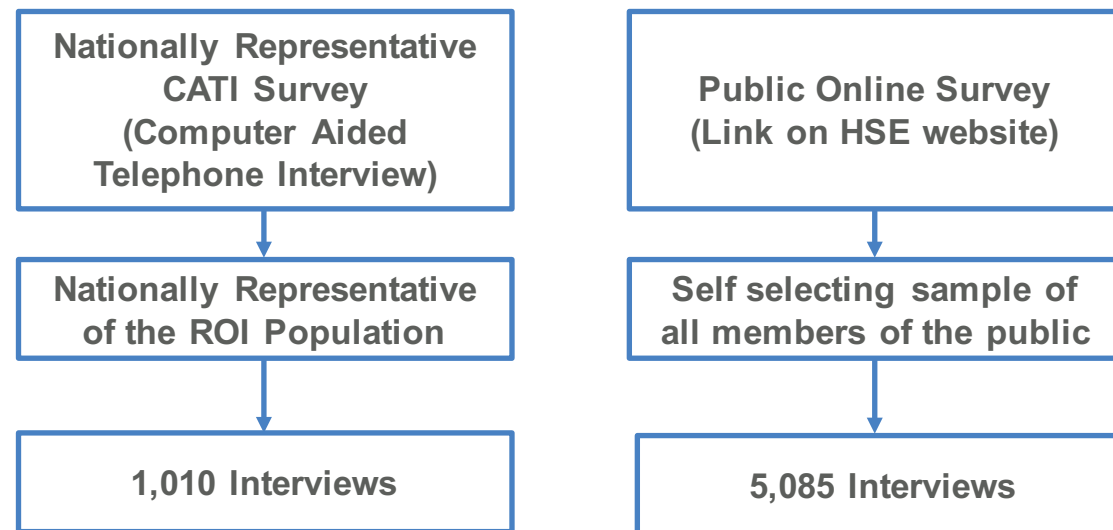 Nationally Representative
CATI Survey
(Computer Aided
Telephone Interview)
Nationally Representative
of the ROI Population
1,010 Interviews
Public Online Survey
(Link on HSE website)
Self selecting sample of
all members of the public
5,085 Interviews